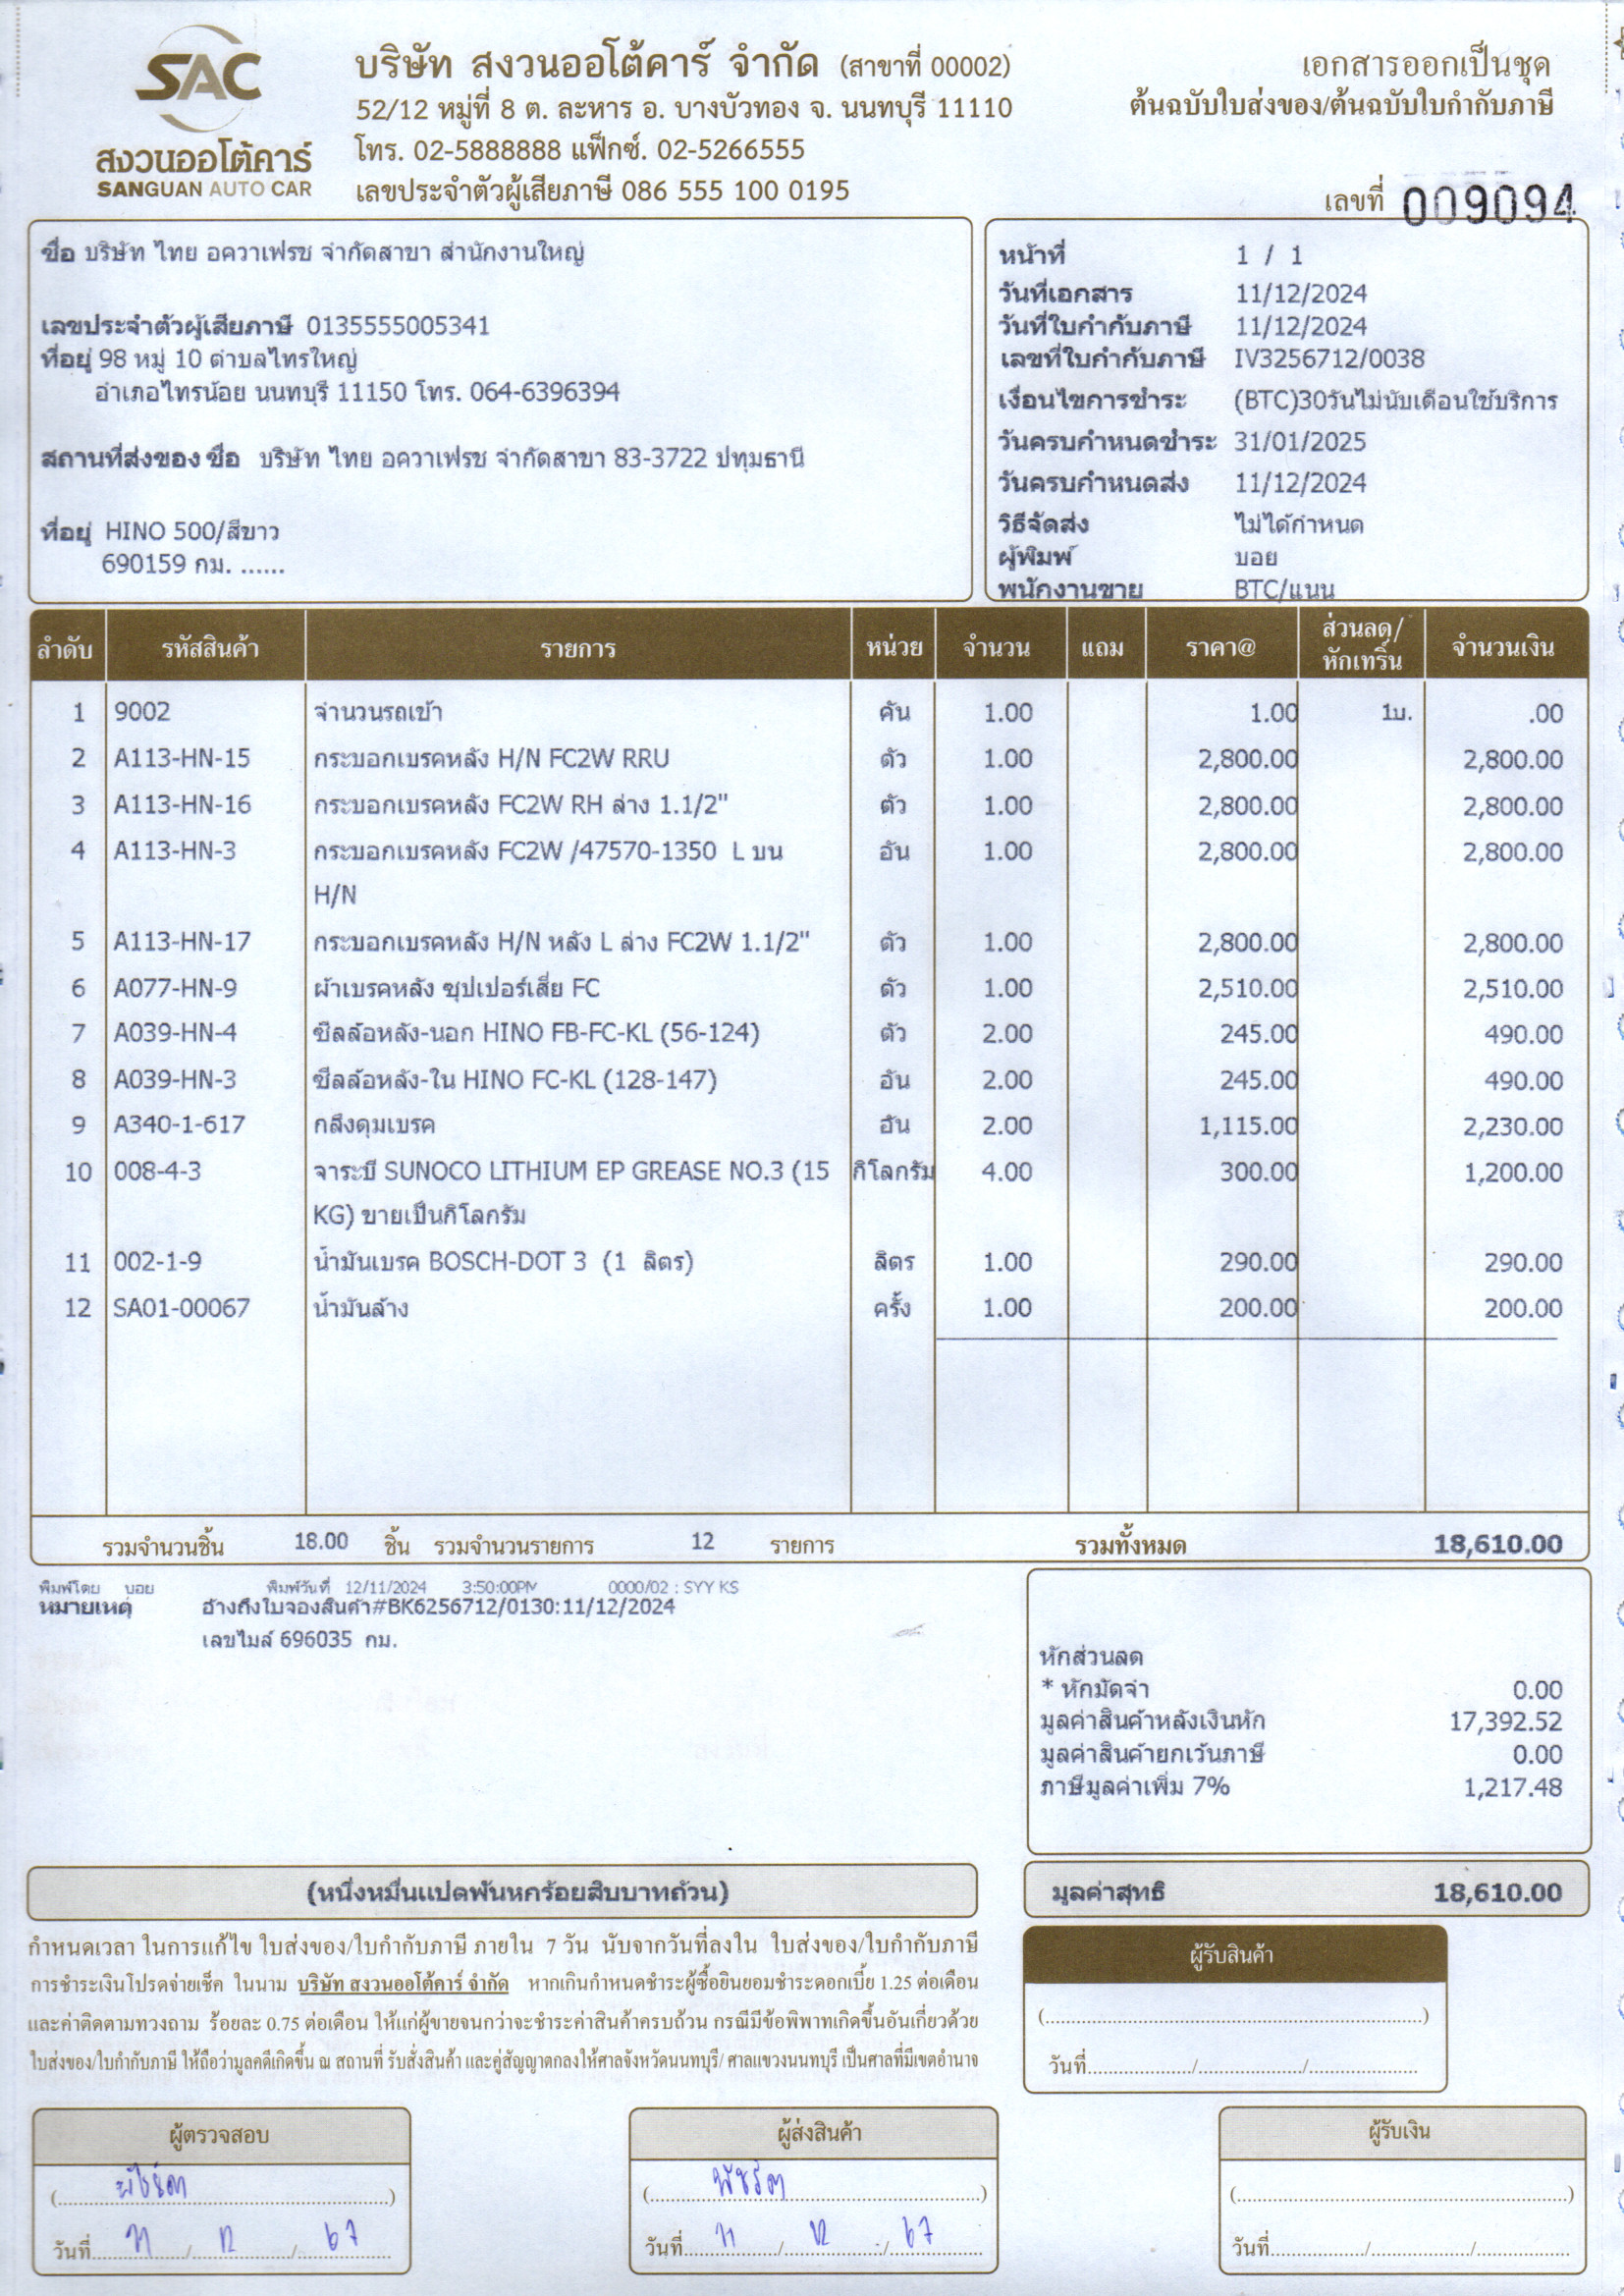 SAC
สงวนออโต้คาร์
SANGUAN AUTO CAR
บริษัท สงวนออโต้คาร์ จำกัด (สาขาที่ 00002)
52/12 หมู่ที่ 8 ต. ละหาร อ. บางบัวทอง จ. นนทบุรี 11110
โทร. 02-5888888 แฟ็กซ์. 02-5266555
เลขประจำตัวผู้เสียภาษี 086 555 100 0195
เอกสารออกเป็นชุด
ต้นฉบับใบส่งของ/ต้นฉบับใบกำกับภาษี
เลขที่ 009094
ชื่อ บริษัท ไทย อควาเฟรช จำกัดสาขา สำนักงานใหญ่
เลขประจำตัวผู้เสียภาษี 0135555005341
ที่อยู่ 98 หมู่ 10 ตำบลไทรใหญ่
อำเภอไทรน้อย นนทบุรี 11150 โทร. 064-6396394
สถานที่ส่งของ ชื่อ บริษัท ไทย อควาเฟรช จำกัดสาขา 83-3722 ปทุมธานี
ที่อยู่ HINO 500/สีขาว
690159 กม. ......
หน้าที่ 1 / 1
วันที่เอกสาร 11/12/2024
วันที่ใบกำกับภาษี 11/12/2024
เลขที่ใบกำกับภาษี IV3256712/0038
เงื่อนไขการชำระ (BTC)30วันไม่นับเดือนใช้บริการ
วันครบกำหนดชำระ 31/01/2025
วันครบกำหนดส่ง 11/12/2024
วิธีจัดส่ง ไม่ได้กำหนด
ผู้พิมพ์ บอย
พนักงานขาย BTC/แนน
ลำดับ รหัสสินค้า รายการ หน่วย จำนวน แถม ราคา@ ส่วนลด/หักเทริ์น จำนวนเงิน
1 9002 จำนวนรถเข้า คัน 1.00 1.00 1บ. .00
2 A113-HN-15 กระบอกเบรคหลัง H/N FC2W RRU ตัว 1.00 2,800.00 2,800.00
3 A113-HN-16 กระบอกเบรคหลัง FC2W RH ล่าง 1.1/2" ตัว 1.00 2,800.00 2,800.00
4 A113-HN-3 กระบอกเบรคหลัง FC2W /47570-1350 L บน อัน 1.00 2,800.00 2,800.00
H/N
5 A113-HN-17 กระบอกเบรคหลัง H/N หลัง L ล่าง FC2W 1.1/2" ตัว 1.00 2,800.00 2,800.00
6 A077-HN-9 ผ้าเบรคหลัง ซุปเปอร์เสี่ย FC ตัว 1.00 2,510.00 2,510.00
7 A039-HN-4 ซีลล้อหลัง-นอก HINO FB-FC-KL (56-124) ตัว 2.00 245.00 490.00
8 A039-HN-3 ซีลล้อหลัง-ใน HINO FC-KL (128-147) อัน 2.00 245.00 490.00
9 A340-1-617 กลึงดุมเบรค อัน 2.00 1,115.00 2,230.00
10 008-4-3 จาระบี SUNOCO LITHIUM EP GREASE NO.3 (15 กิโลกรัม 4.00 300.00 1,200.00
KG) ขายเป็นกิโลกรัม
11 002-1-9 น้ำมันเบรค BOSCH-DOT 3 (1 ลิตร) ลิตร 1.00 290.00 290.00
12 SA01-00067 น้ำมันล้าง ครั้ง 1.00 200.00 200.00
รวมจำนวนชิ้น 18.00 ชิ้น รวมจำนวนรายการ 12 รายการ รวมทั้งหมด 18,610.00
พิมพ์โดย บอย พิมพ์วันที่ 12/11/2024 3:50:00PM 0000/02 : SYY KS
หมายเหตุ อ้างถึงใบจองสินค้า#BK6256712/0130:11/12/2024
เลขไมล์ 696035 กม.
หักส่วนลด
* หักมัดจำ 0.00
มูลค่าสินค้าหลังเงินหัก 17,392.52
มูลค่าสินค้ายกเว้นภาษี 0.00
ภาษีมูลค่าเพิ่ม 7% 1,217.48
(หนึ่งหมื่นแปดพันหกร้อยสิบบาทถ้วน)
มูลค่าสุทธิ 18,610.00
กำหนดเวลา ในการแก้ไข ใบส่งของ/ใบกำกับภาษี ภายใน 7 วัน นับจากวันที่ลงใน ใบส่งของ/ใบกำกับภาษี
การชำระเงินโปรดจ่ายเช็ค ในนาม บริษัท สงวนออโต้คาร์ จำกัด หากเกินกำหนดชำระผู้ซื้อยินยอมชำระดอกเบี้ย 1.25 ต่อเดือน
และค่าติดตามทวงถาม ร้อยละ 0.75 ต่อเดือน ให้แก่ผู้ขายจนกว่าจะชำระค่าสินค้าครบถ้วน กรณีมีข้อพิพาทเกิดขึ้นอันเกี่ยวด้วย
ใบส่งของ/ใบกำกับภาษี ให้ถือว่ามูลคดีเกิดขึ้น ณ สถานที่ รับสั่งสินค้า และคู่สัญญาตกลงให้ศาลจังหวัดนนทบุรี/ ศาลแขวงนนทบุรี เป็นศาลที่มีเขตอำนาจ
ผู้รับสินค้า
(..........)
วันที่........../........../..........
ผู้ตรวจสอบ
วันที่ 11 / 12 / 67
ผู้ส่งสินค้า
(พัชรีดา)
วันที่ 11 / 12 / 67
ผู้รับเงิน
(..........)
วันที่........../........../..........